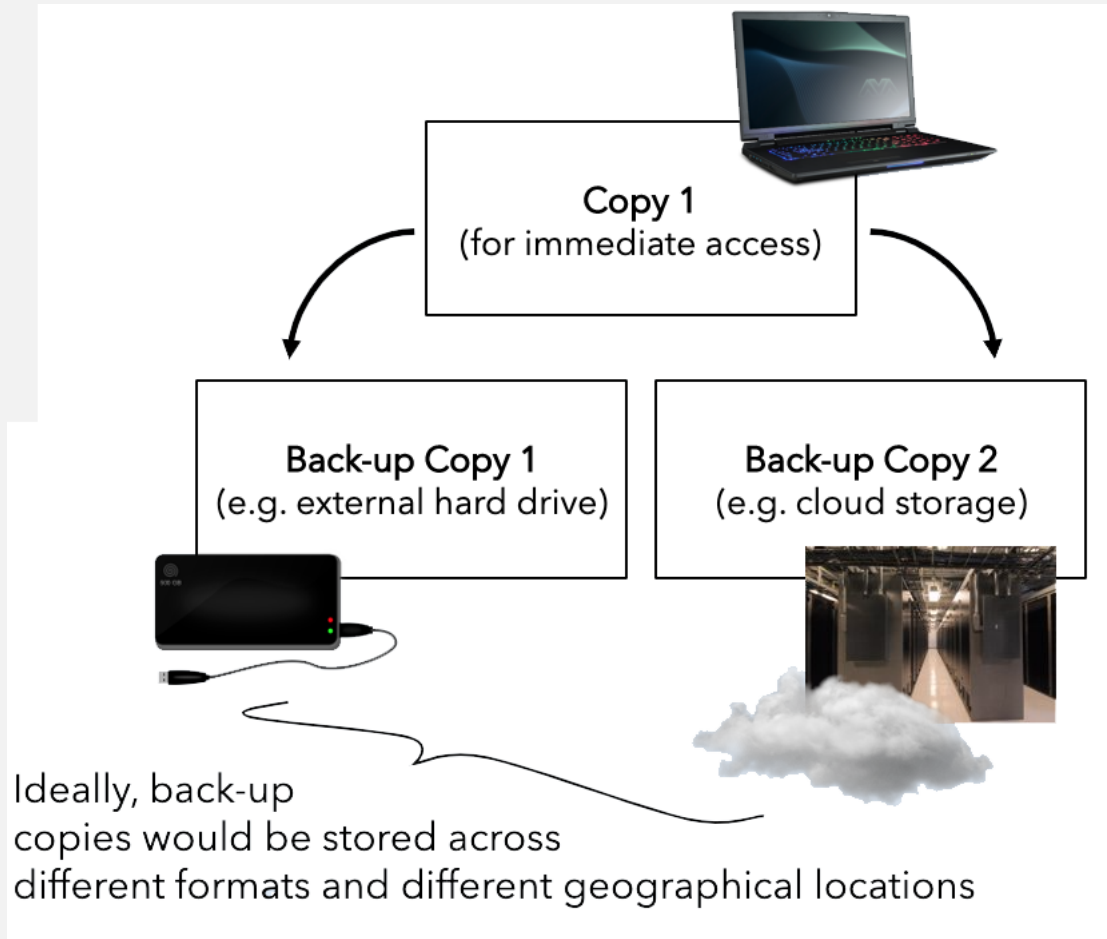 Copy 1
(for immediate access)
Back-up Copy 1
(e.g. external hard drive)
Back-up Copy 2
(e.g. cloud storage)
Ideally, back-up
copies would be stored across
different formats and different geographical locations